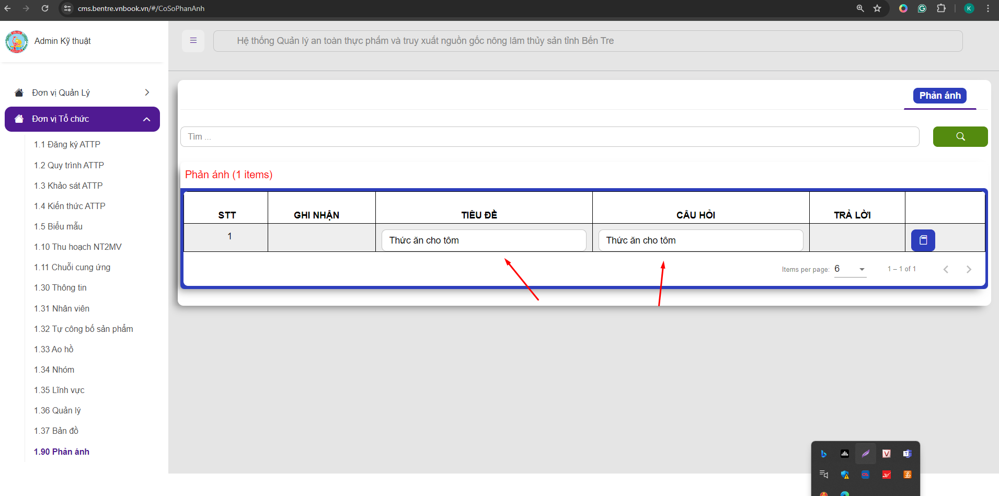 cms.bentre.vnbook.vn/#/CoSoPhanAnh
K
Admin Kỹ thuật
Hệ thống Quản lý an toàn thực phẩm và truy xuất nguồn gốc nông lâm thủy sản tỉnh Bến Tre
Đơn vị Quản Lý
Đơn vị Tổ chức
1.1 Đăng ký ATTP
1.2 Quy trình ATTP
1.3 Khảo sát ATTP
1.4 Kiến thức ATTP
1.5 Biểu mẫu
1.10 Thu hoạch NT2MV
1.11 Chuỗi cung ứng
1.30 Thông tin
1.31 Nhân viên
1.32 Tự công bố sản phẩm
1.33 Ao hồ
1.34 Nhóm
1.35 Lĩnh vực
1.36 Quản lý
1.37 Bản đồ
1.90 Phản ánh
Phản ánh
Tìm ...
Phản ánh (1 items)
STT GHI NHẬN TIÊU ĐỀ CÂU HỎI TRẢ LỜI
1 Thức ăn cho tôm Thức ăn cho tôm
Items per page: 6 1 – 1 of 1